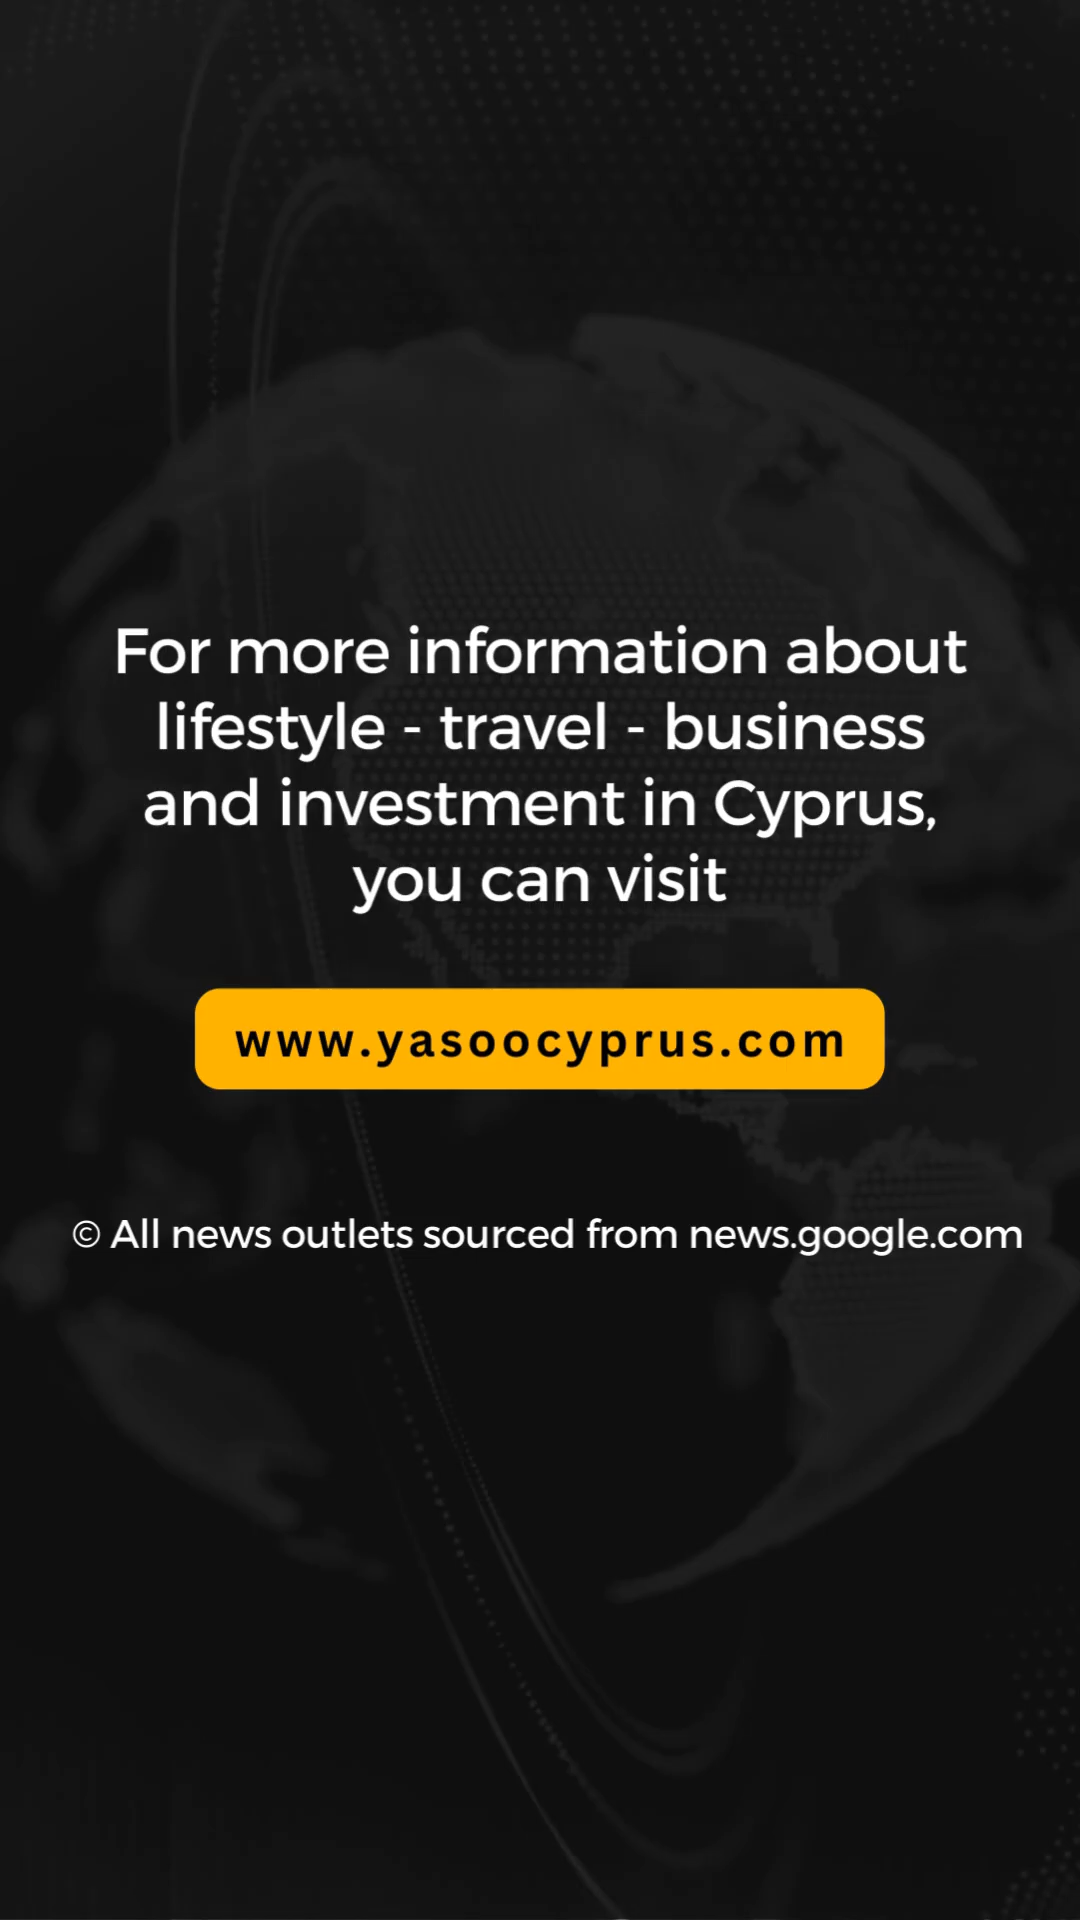 For more information about
lifestyle - travel - business
and investment in Cyprus,
you can visit
www.yasoocyprus.com
© All news outlets sourced from news.google.com